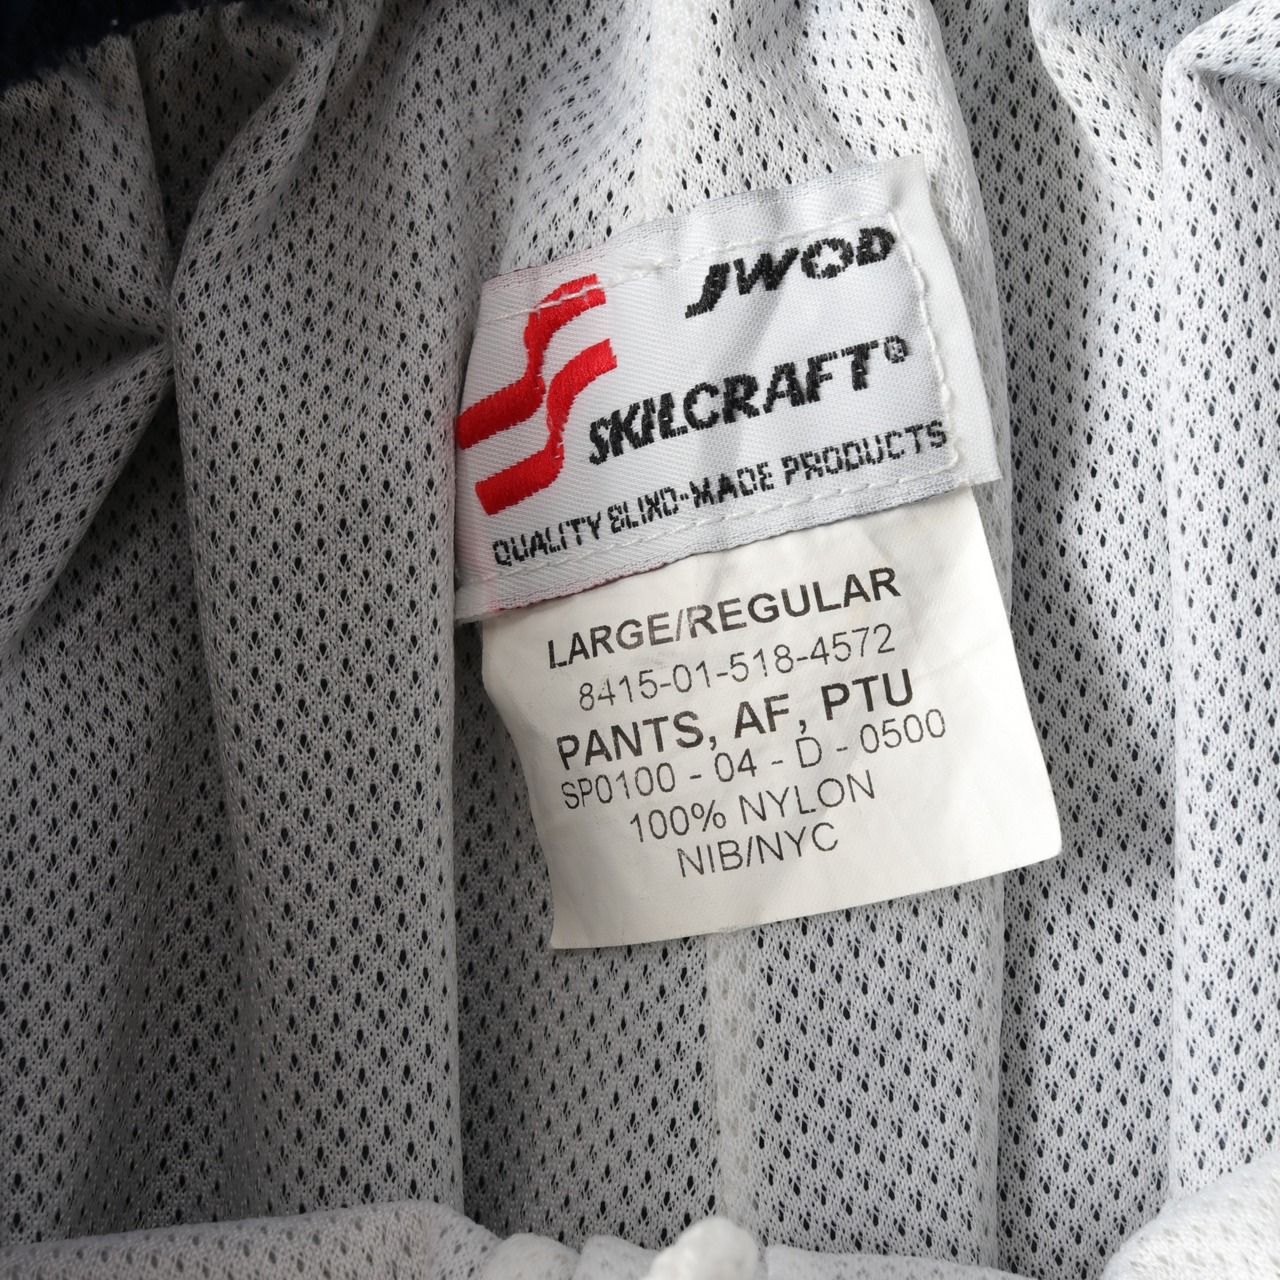 JWOD
SKILCRAFT®
QUALITY BLIND-MADE PRODUCTS
LARGE/REGULAR
8415-01-518-4572
PANTS, AF, PTU
SP0100 - 04 - D - 0500
100% NYLON
NIB/NYC